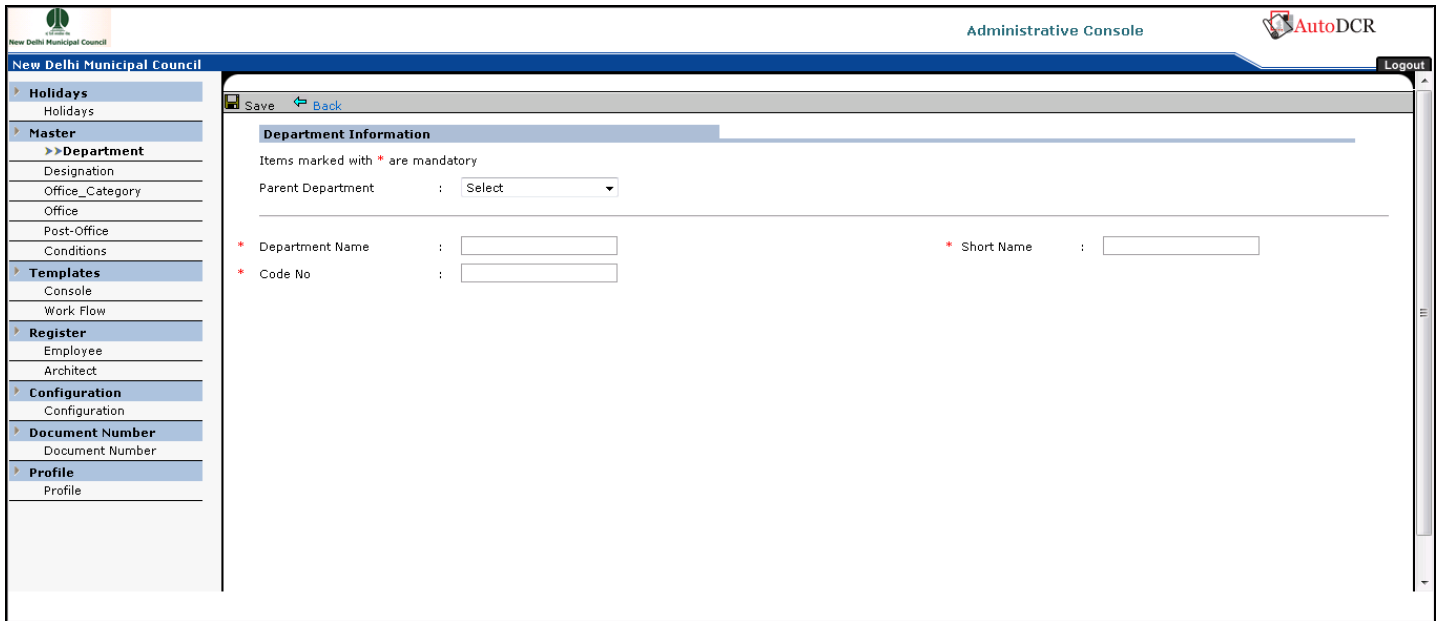 New Delhi Municipal Council
Administrative Console
AutoDCR
New Delhi Municipal Council
Logout
Holidays
Holidays
Master
>>Department
Designation
Office_Category
Office
Post-Office
Conditions
Templates
Console
Work Flow
Register
Employee
Architect
Configuration
Configuration
Document Number
Document Number
Profile
Profile
Save Back
Department Information
Items marked with * are mandatory
Parent Department : Select
* Department Name : * Short Name :
* Code No :